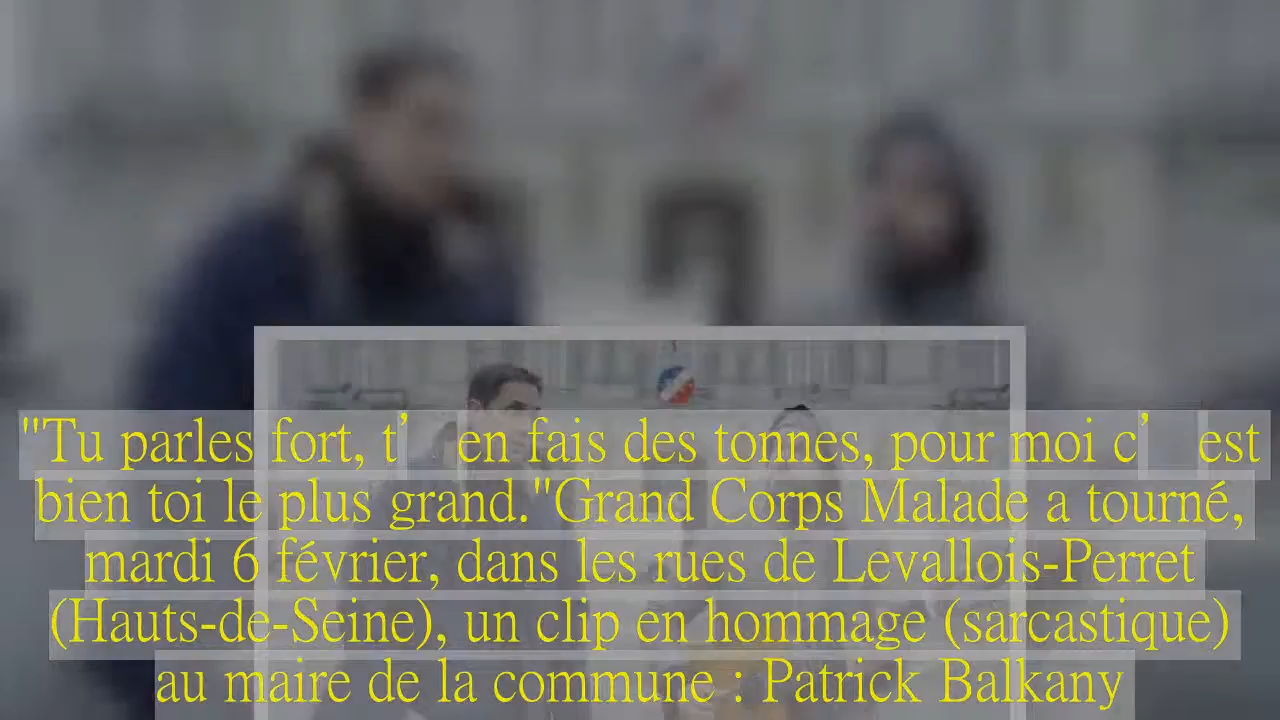 "Tu parles fort, t’ en fais des tonnes, pour moi c’ est
bien toi le plus grand."Grand Corps Malade a tourné,
mardi 6 février, dans les rues de Levallois-Perret
(Hauts-de-Seine), un clip en hommage (sarcastique)
au maire de la commune : Patrick Balkany